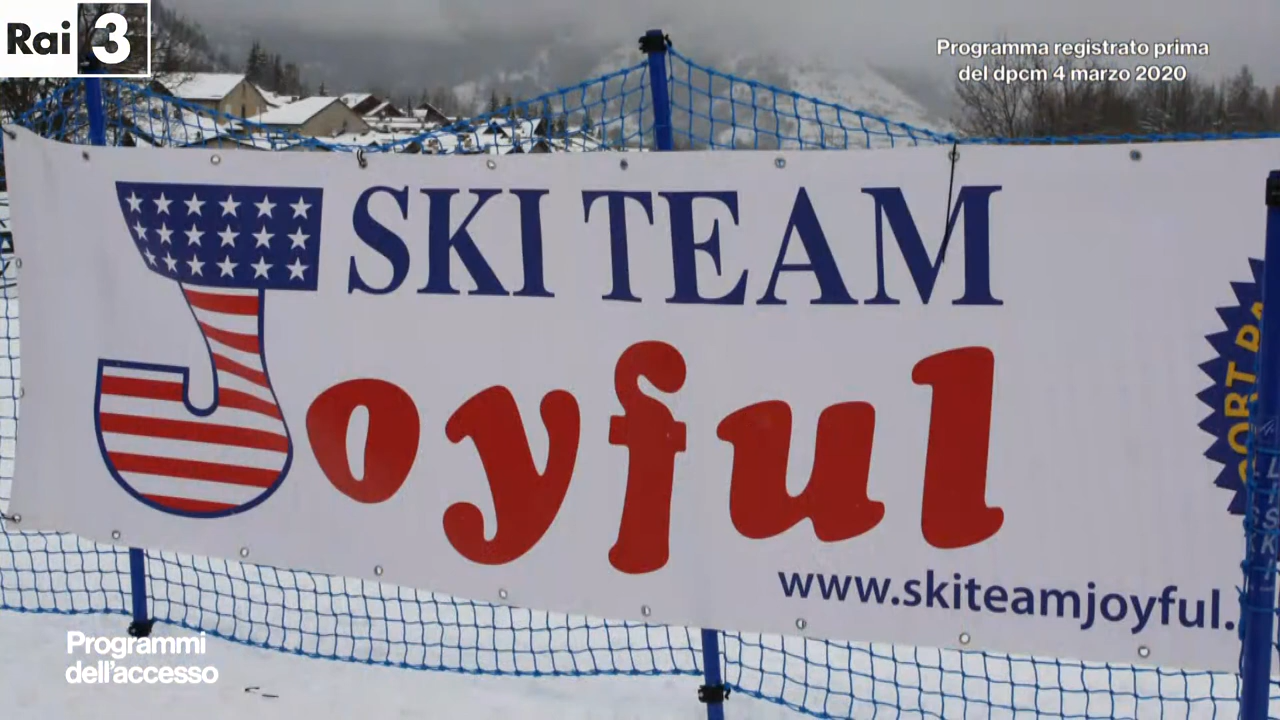 Rai 3
Programma registrato prima
del dpcm 4 marzo 2020
SKI TEAM
Joyful
www.skiteamjoyful.
Programmi
dell'accesso